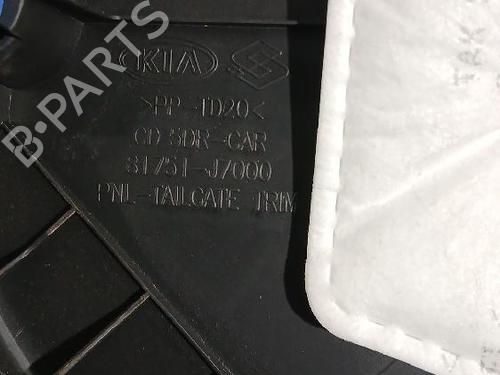 KIA
>PP-TD20<
CD 5DR-CAR
81751-J7000
PNL-TAILGATE TRIM
B-PARTS